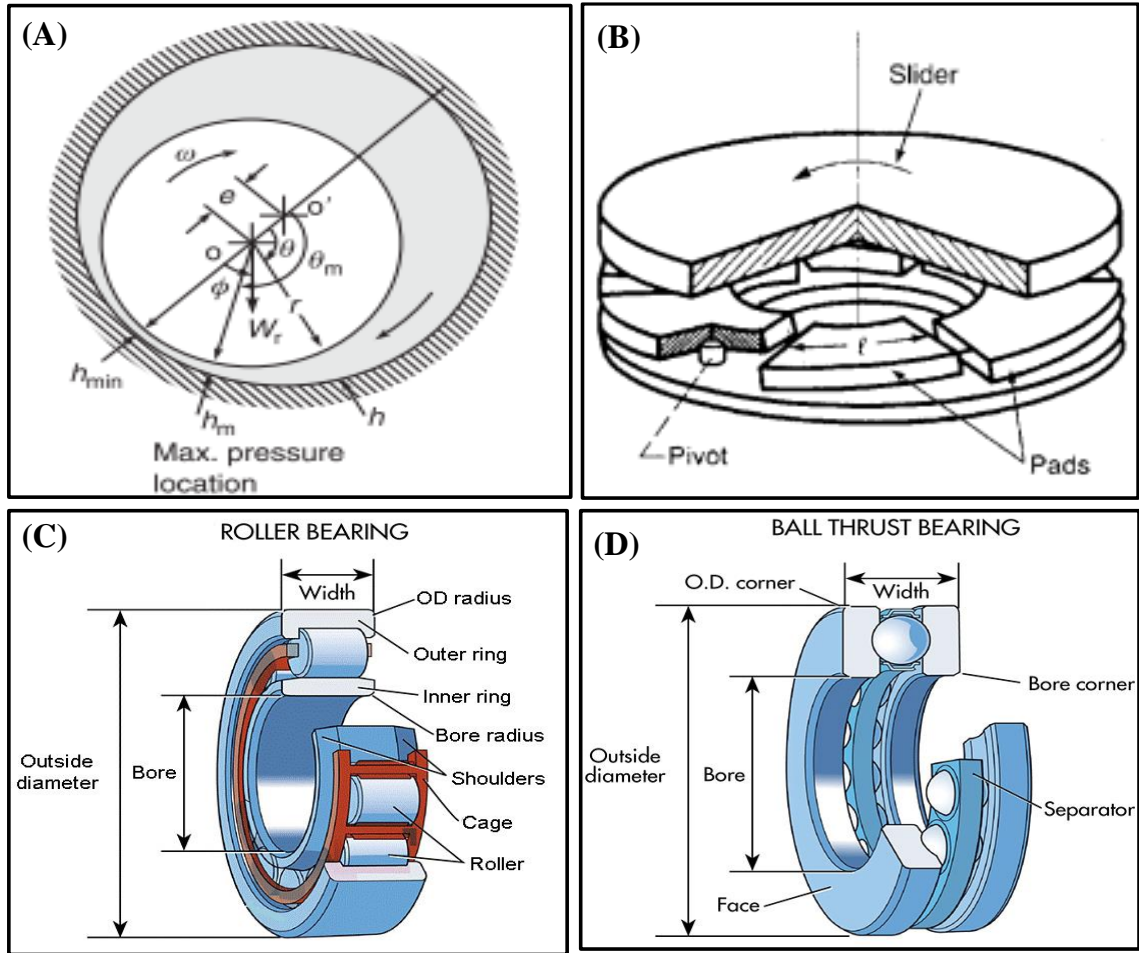 (A)
ω
e
o'
o
θ
θm
ϕ
r
Wr
hmin
hm
h
Max. pressure
location
(B)
Slider
ℓ
Pivot
Pads
(C)
ROLLER BEARING
Width
OD radius
Outer ring
Inner ring
Bore radius
Outside
diameter
Bore
Shoulders
Cage
Roller
(D)
BALL THRUST BEARING
O.D. corner
Width
Bore corner
Outside
diameter
Bore
Separator
Face